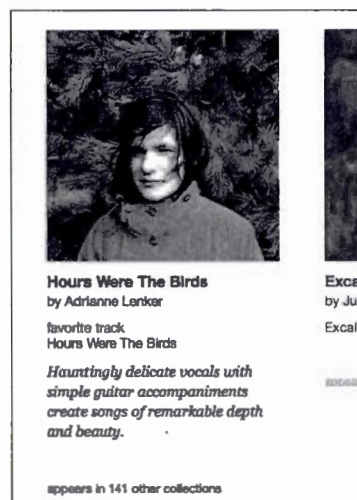 Hours Were The Birds
by Adrianne Lenker
favorite track
Hours Were The Birds
Hauntingly delicate vocals with
simple guitar accompaniments
create songs of remarkable depth
and beauty.
appears in 141 other collections
Exca
by Ju
Excal